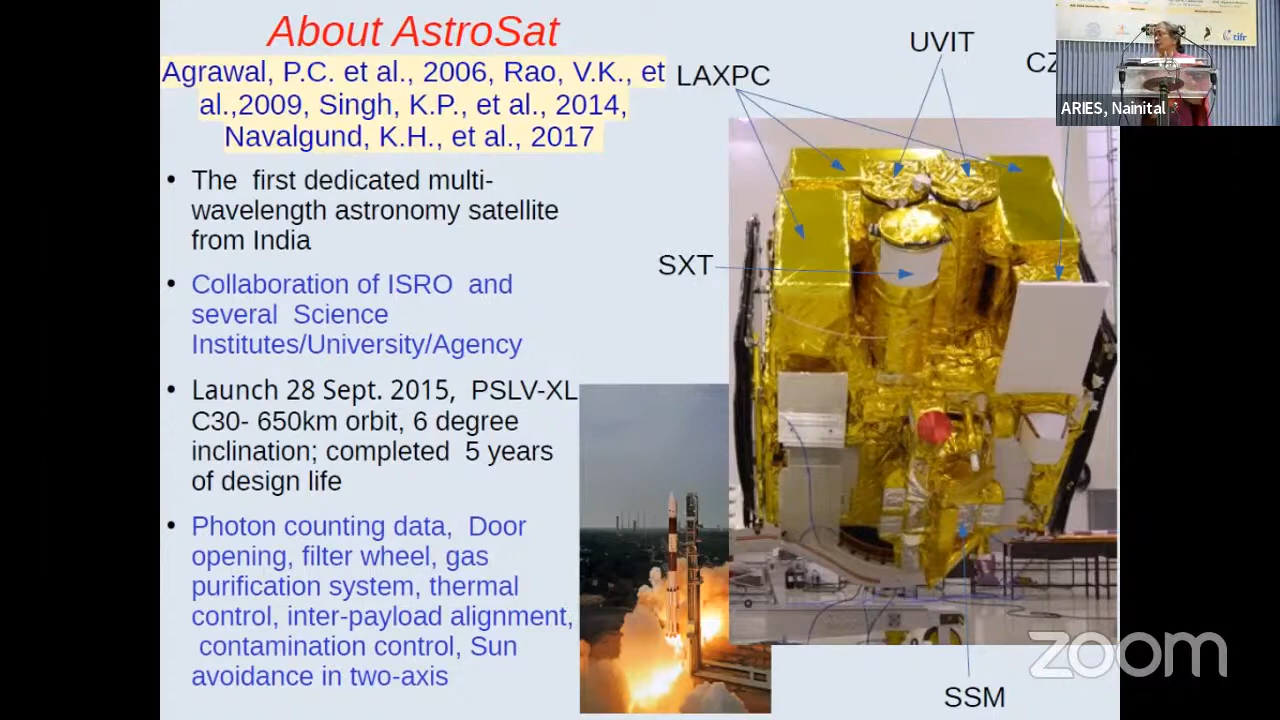 About AstroSat
Agrawal, P.C. et al., 2006, Rao, V.K., et
al.,2009, Singh, K.P., et al., 2014,
Navalgund, K.H., et al., 2017
• The first dedicated multi-
wavelength astronomy satellite
from India
• Collaboration of ISRO and
several Science
Institutes/University/Agency
• Launch 28 Sept. 2015, PSLV-XL
C30- 650km orbit, 6 degree
inclination; completed 5 years
of design life
• Photon counting data, Door
opening, filter wheel, gas
purification system, thermal
control, inter-payload alignment,
contamination control, Sun
avoidance in two-axis
LAXPC
UVIT
CZ
SXT
SSM
tifr
ARIES, Nainital
zoom